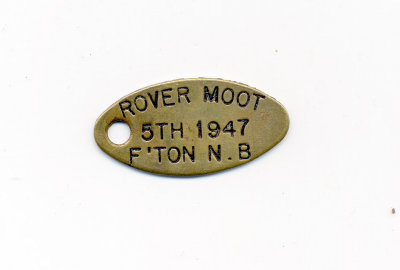 ROVER MOOT
5TH 1947
F'TON N.B